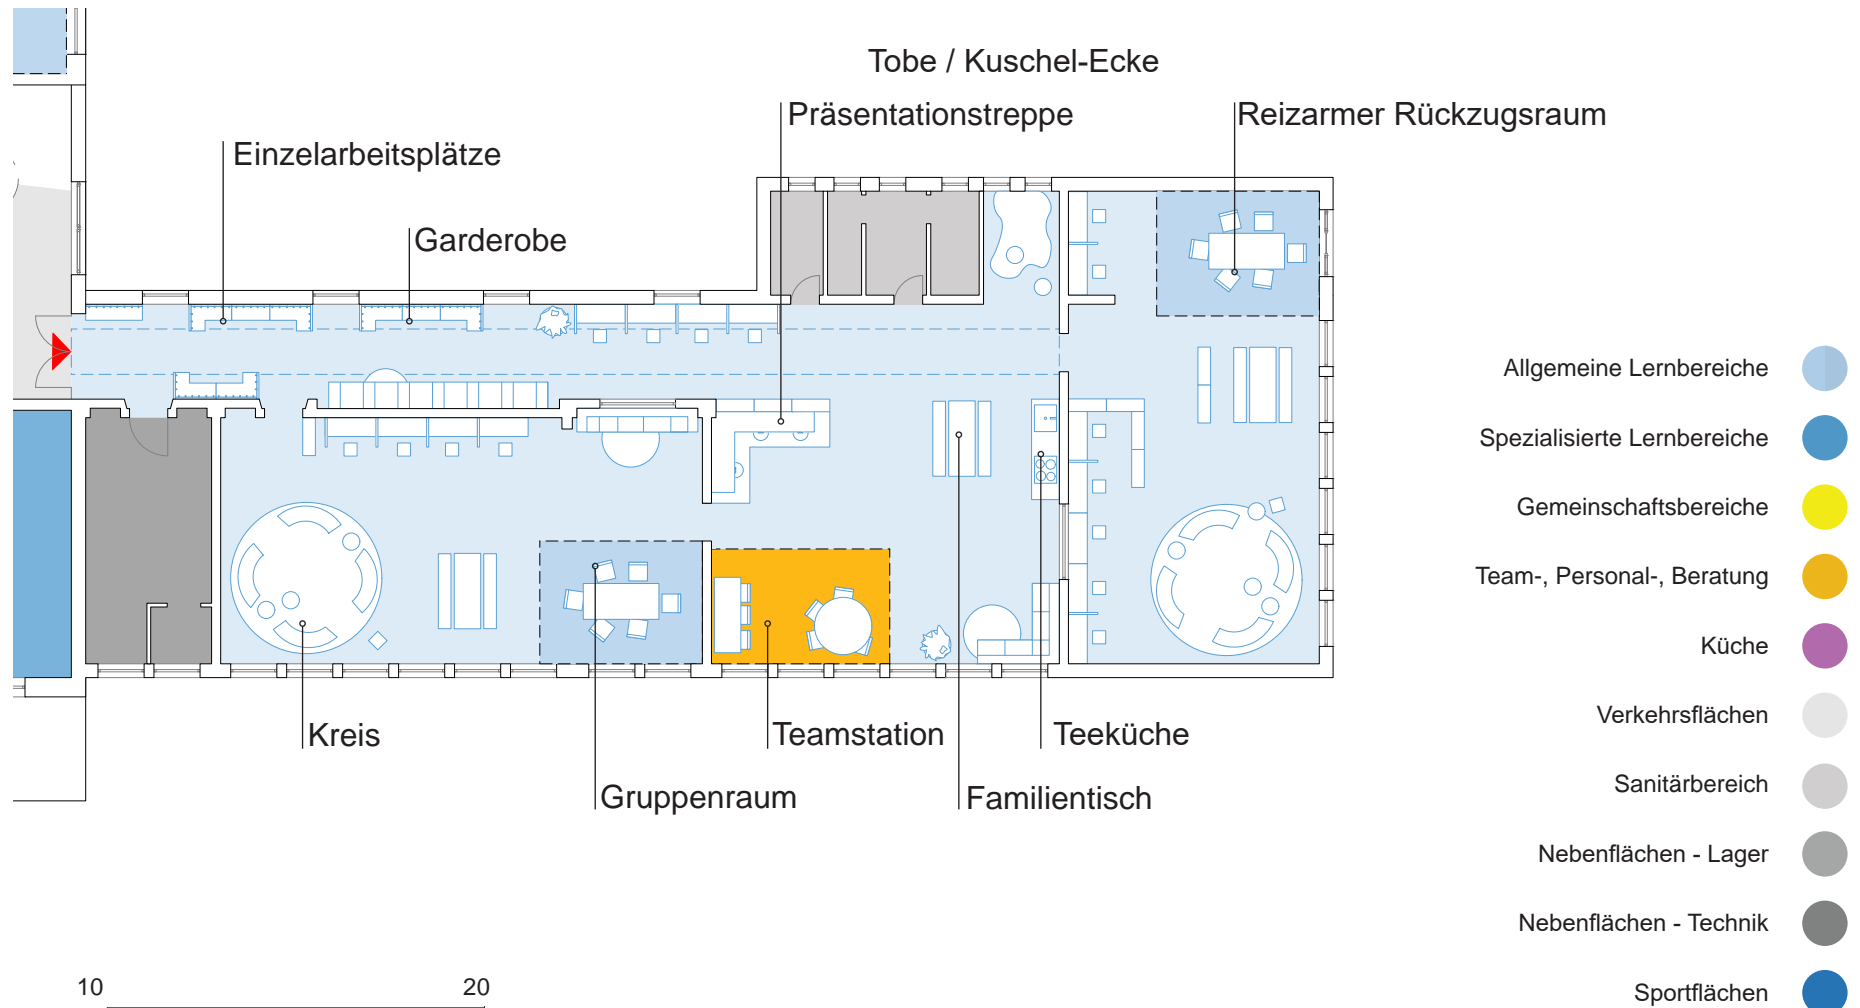 Tobe / Kuschel-Ecke
Präsentationstreppe
Reizarmer Rückzugsraum
Einzelarbeitsplätze
Garderobe
Kreis
Teamstation
Teeküche
Gruppenraum
Familientisch
Allgemeine Lernbereiche
Spezialisierte Lernbereiche
Gemeinschaftsbereiche
Team-, Personal-, Beratung
Küche
Verkehrsflächen
Sanitärbereich
Nebenflächen - Lager
Nebenflächen - Technik
Sportflächen
10
20